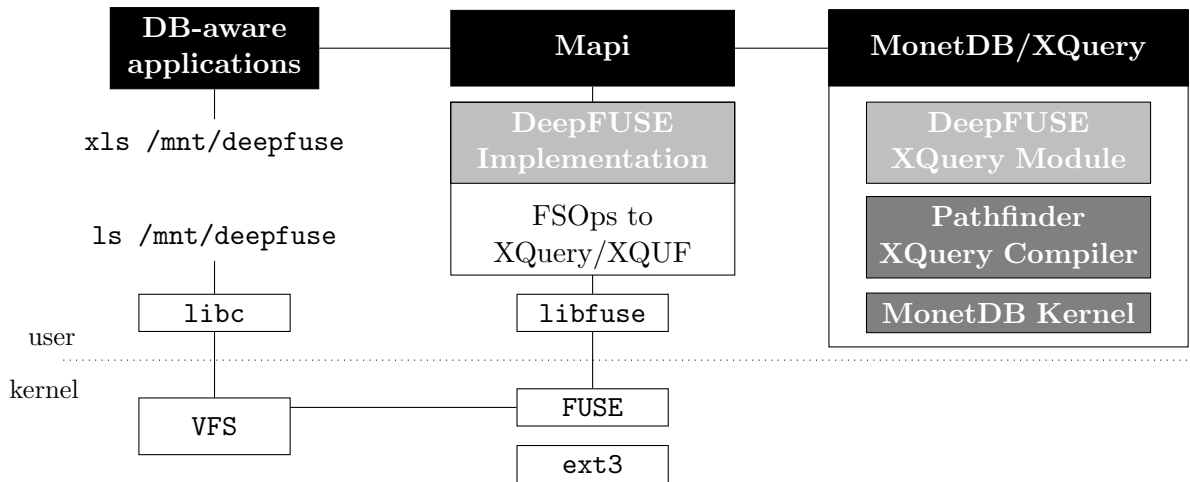 DB-aware
applications
Mapi
MonetDB/XQuery
xls /mnt/deepfuse
DeepFUSE
Implementation
DeepFUSE
XQuery Module
ls /mnt/deepfuse
FSOps to
XQuery/XQUF
Pathfinder
XQuery Compiler
libc
libfuse
MonetDB Kernel
user
kernel
VFS
FUSE
ext3